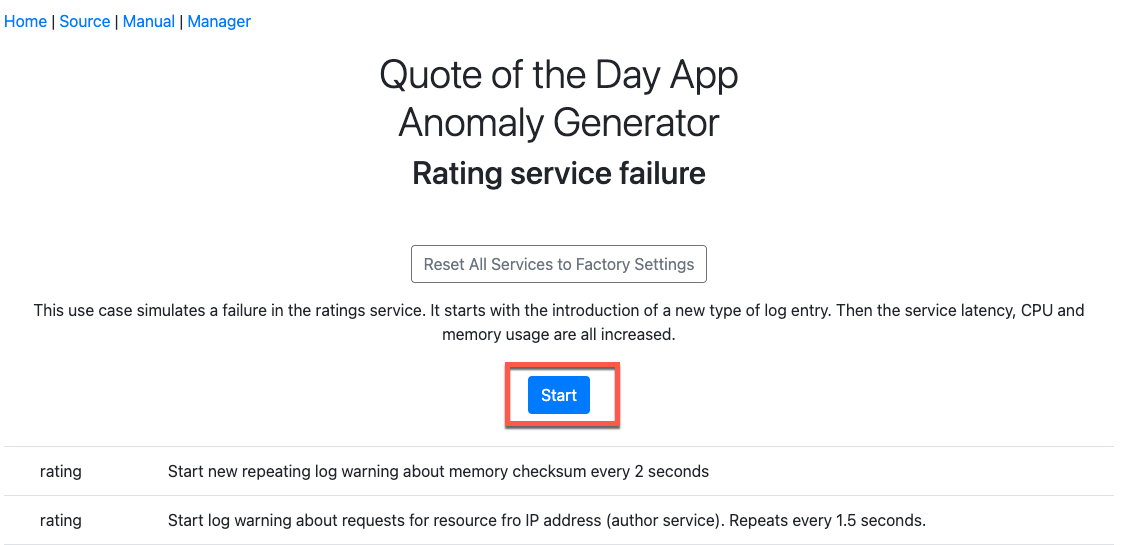 Home | Source | Manual | Manager
Quote of the Day App
Anomaly Generator
Rating service failure
Reset All Services to Factory Settings
This use case simulates a failure in the ratings service. It starts with the introduction of a new type of log entry. Then the service latency, CPU and
memory usage are all increased.
Start
rating Start new repeating log warning about memory checksum every 2 seconds
rating Start log warning about requests for resource fro IP address (author service). Repeats every 1.5 seconds.